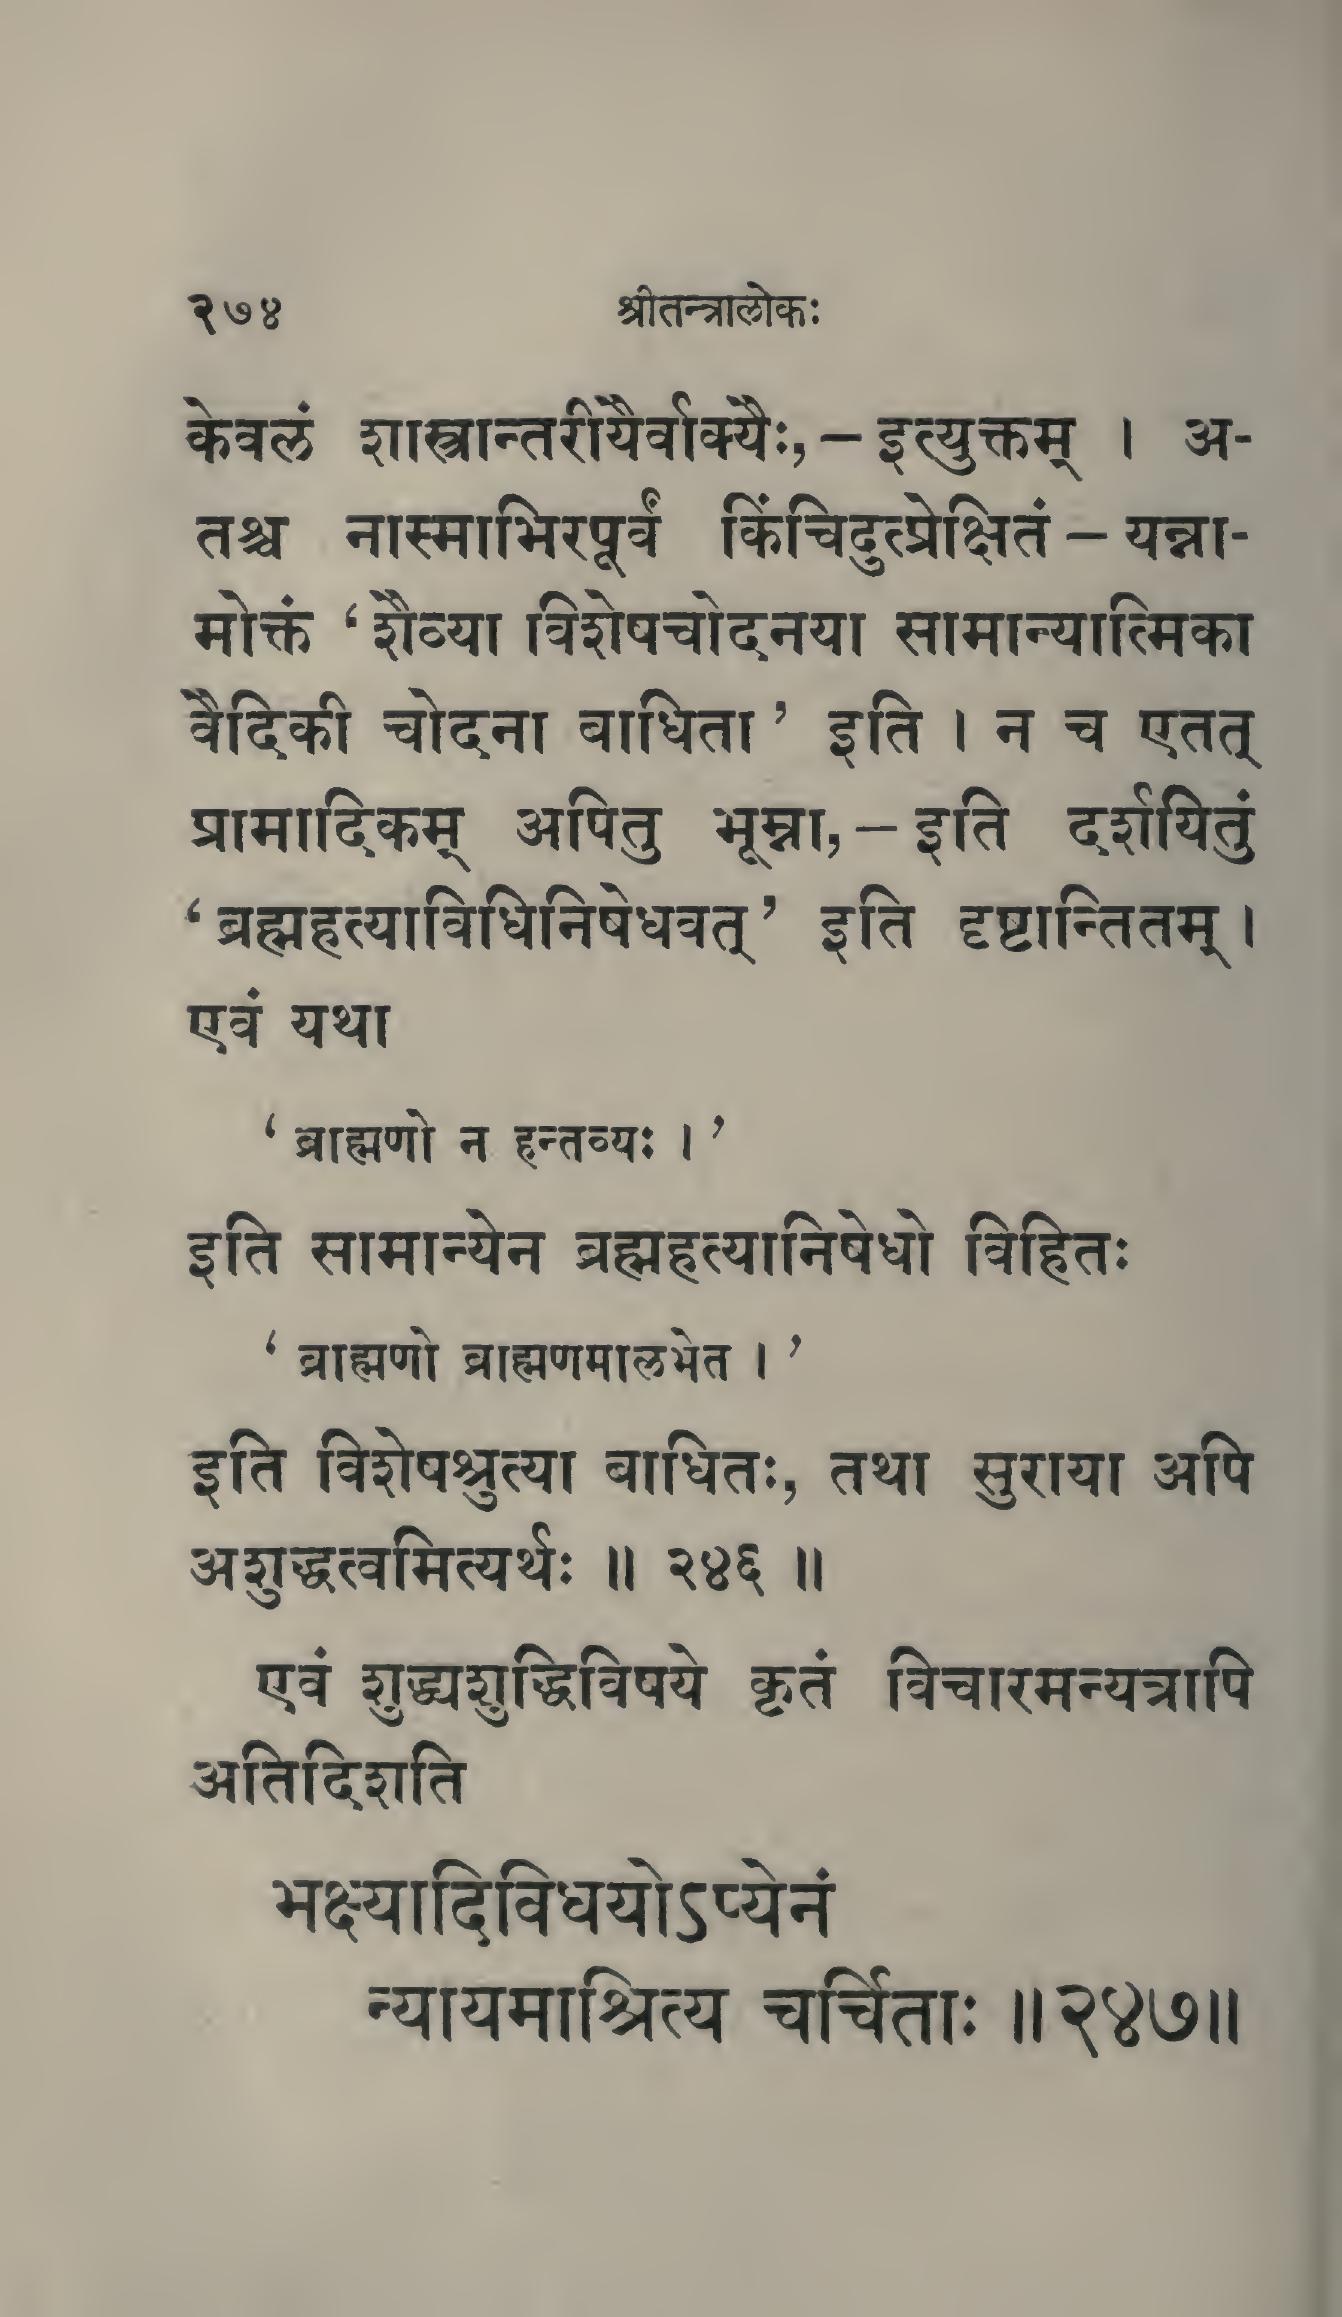 २७४ श्रीतन्त्रालोकः
केवलं शास्त्रान्तरीयैर्वाक्यैः,– इत्युक्तम् । अ-
तश्च नास्माभिरपूर्वं किंचिदुत्प्रेक्षितं – यन्ना-
मोक्तं ‘शैव्या विशेषचोदनया सामान्यात्मिका
वैदिकी चोदना बाधिता’ इति । न च एतत्
प्रामादिकम् अपितु भूम्ना,– इति दर्शयितुं
‘ब्रह्महत्याविधिनिषेधवत्’ इति दृष्टान्तितम् ।
एवं यथा
‘ब्राह्मणो न हन्तव्यः ।’
इति सामान्येन ब्रह्महत्यानिषेधो विहितः
‘ब्राह्मणो ब्राह्मणमालभेत ।’
इति विशेषश्रुत्या बाधितः, तथा सुराया अपि
अशुद्धत्वमित्यर्थः ॥ २४६ ॥
एवं शुद्ध्यशुद्धिविषये कृतं विचारमन्यत्रापि
अतिदिशति
भक्ष्यादिविधयोऽप्येनं
न्यायमाश्रित्य चर्चिताः ॥२४७॥